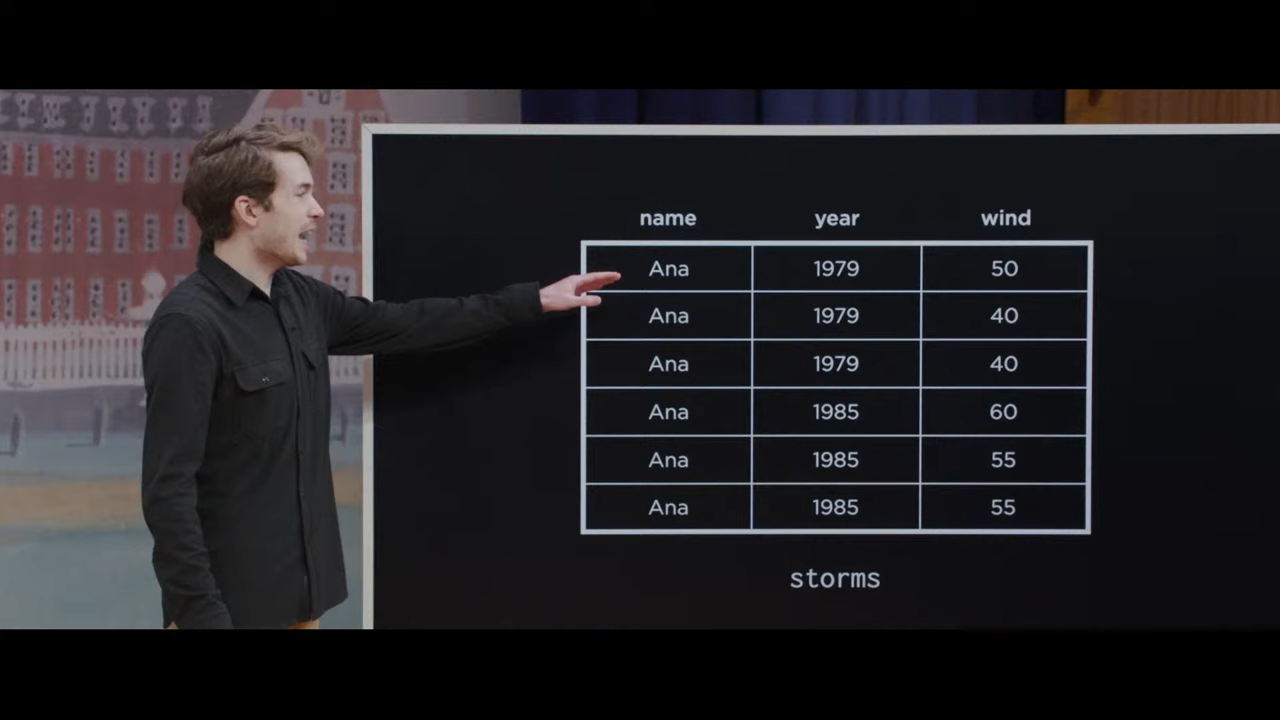 name year wind
Ana 1979 50
Ana 1979 40
Ana 1979 40
Ana 1985 60
Ana 1985 55
Ana 1985 55
storms